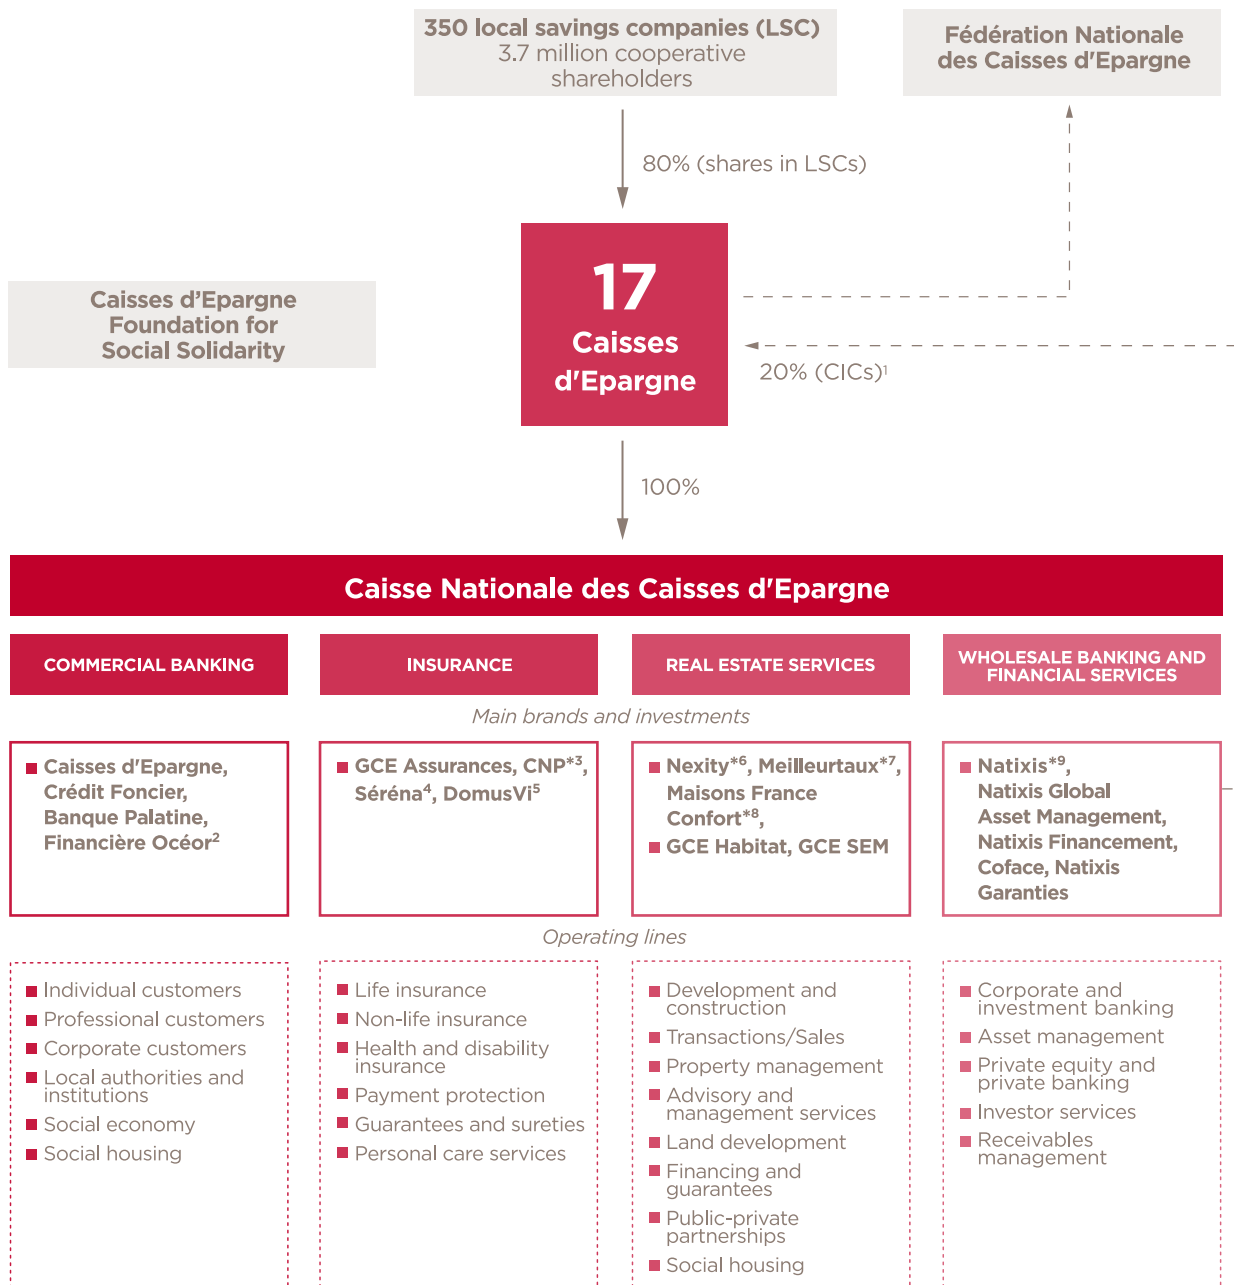 350 local savings companies (LSC)
3.7 million cooperative
shareholders
Fédération Nationale
des Caisses d'Epargne
80% (shares in LSCs)
17
Caisses
d'Epargne
Caisses d’Epargne
Foundation for
Social Solidarity
20% (CICs)¹
100%
Caisse Nationale des Caisses d'Epargne
COMMERCIAL BANKING
INSURANCE
REAL ESTATE SERVICES
WHOLESALE BANKING AND
FINANCIAL SERVICES
Main brands and investments
Caisses d'Epargne,
Crédit Foncier,
Banque Palatine,
Financière Océor²
GCE Assurances, CNP*³,
Séréna⁴, DomusVi⁵
Nexity*⁶, Meilleurtaux*⁷,
Maisons France
Confort*⁸,
GCE Habitat, GCE SEM
Natixis*⁹,
Natixis Global
Asset Management,
Natixis Financement,
Coface, Natixis
Garanties
Operating lines
Individual customers
Professional customers
Corporate customers
Local authorities and
institutions
Social economy
Social housing
Life insurance
Non-life insurance
Health and disability
insurance
Payment protection
Guarantees and sureties
Personal care services
Development and
construction
Transactions/Sales
Property management
Advisory and
management services
Land development
Financing and
guarantees
Public-private
partnerships
Social housing
Corporate and
investment banking
Asset management
Private equity and
private banking
Investor services
Receivables
management